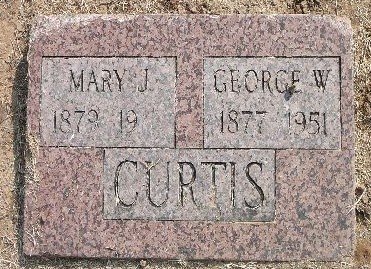 MARY J.
1879 19
GEORGE W
1877 1951
CURTIS